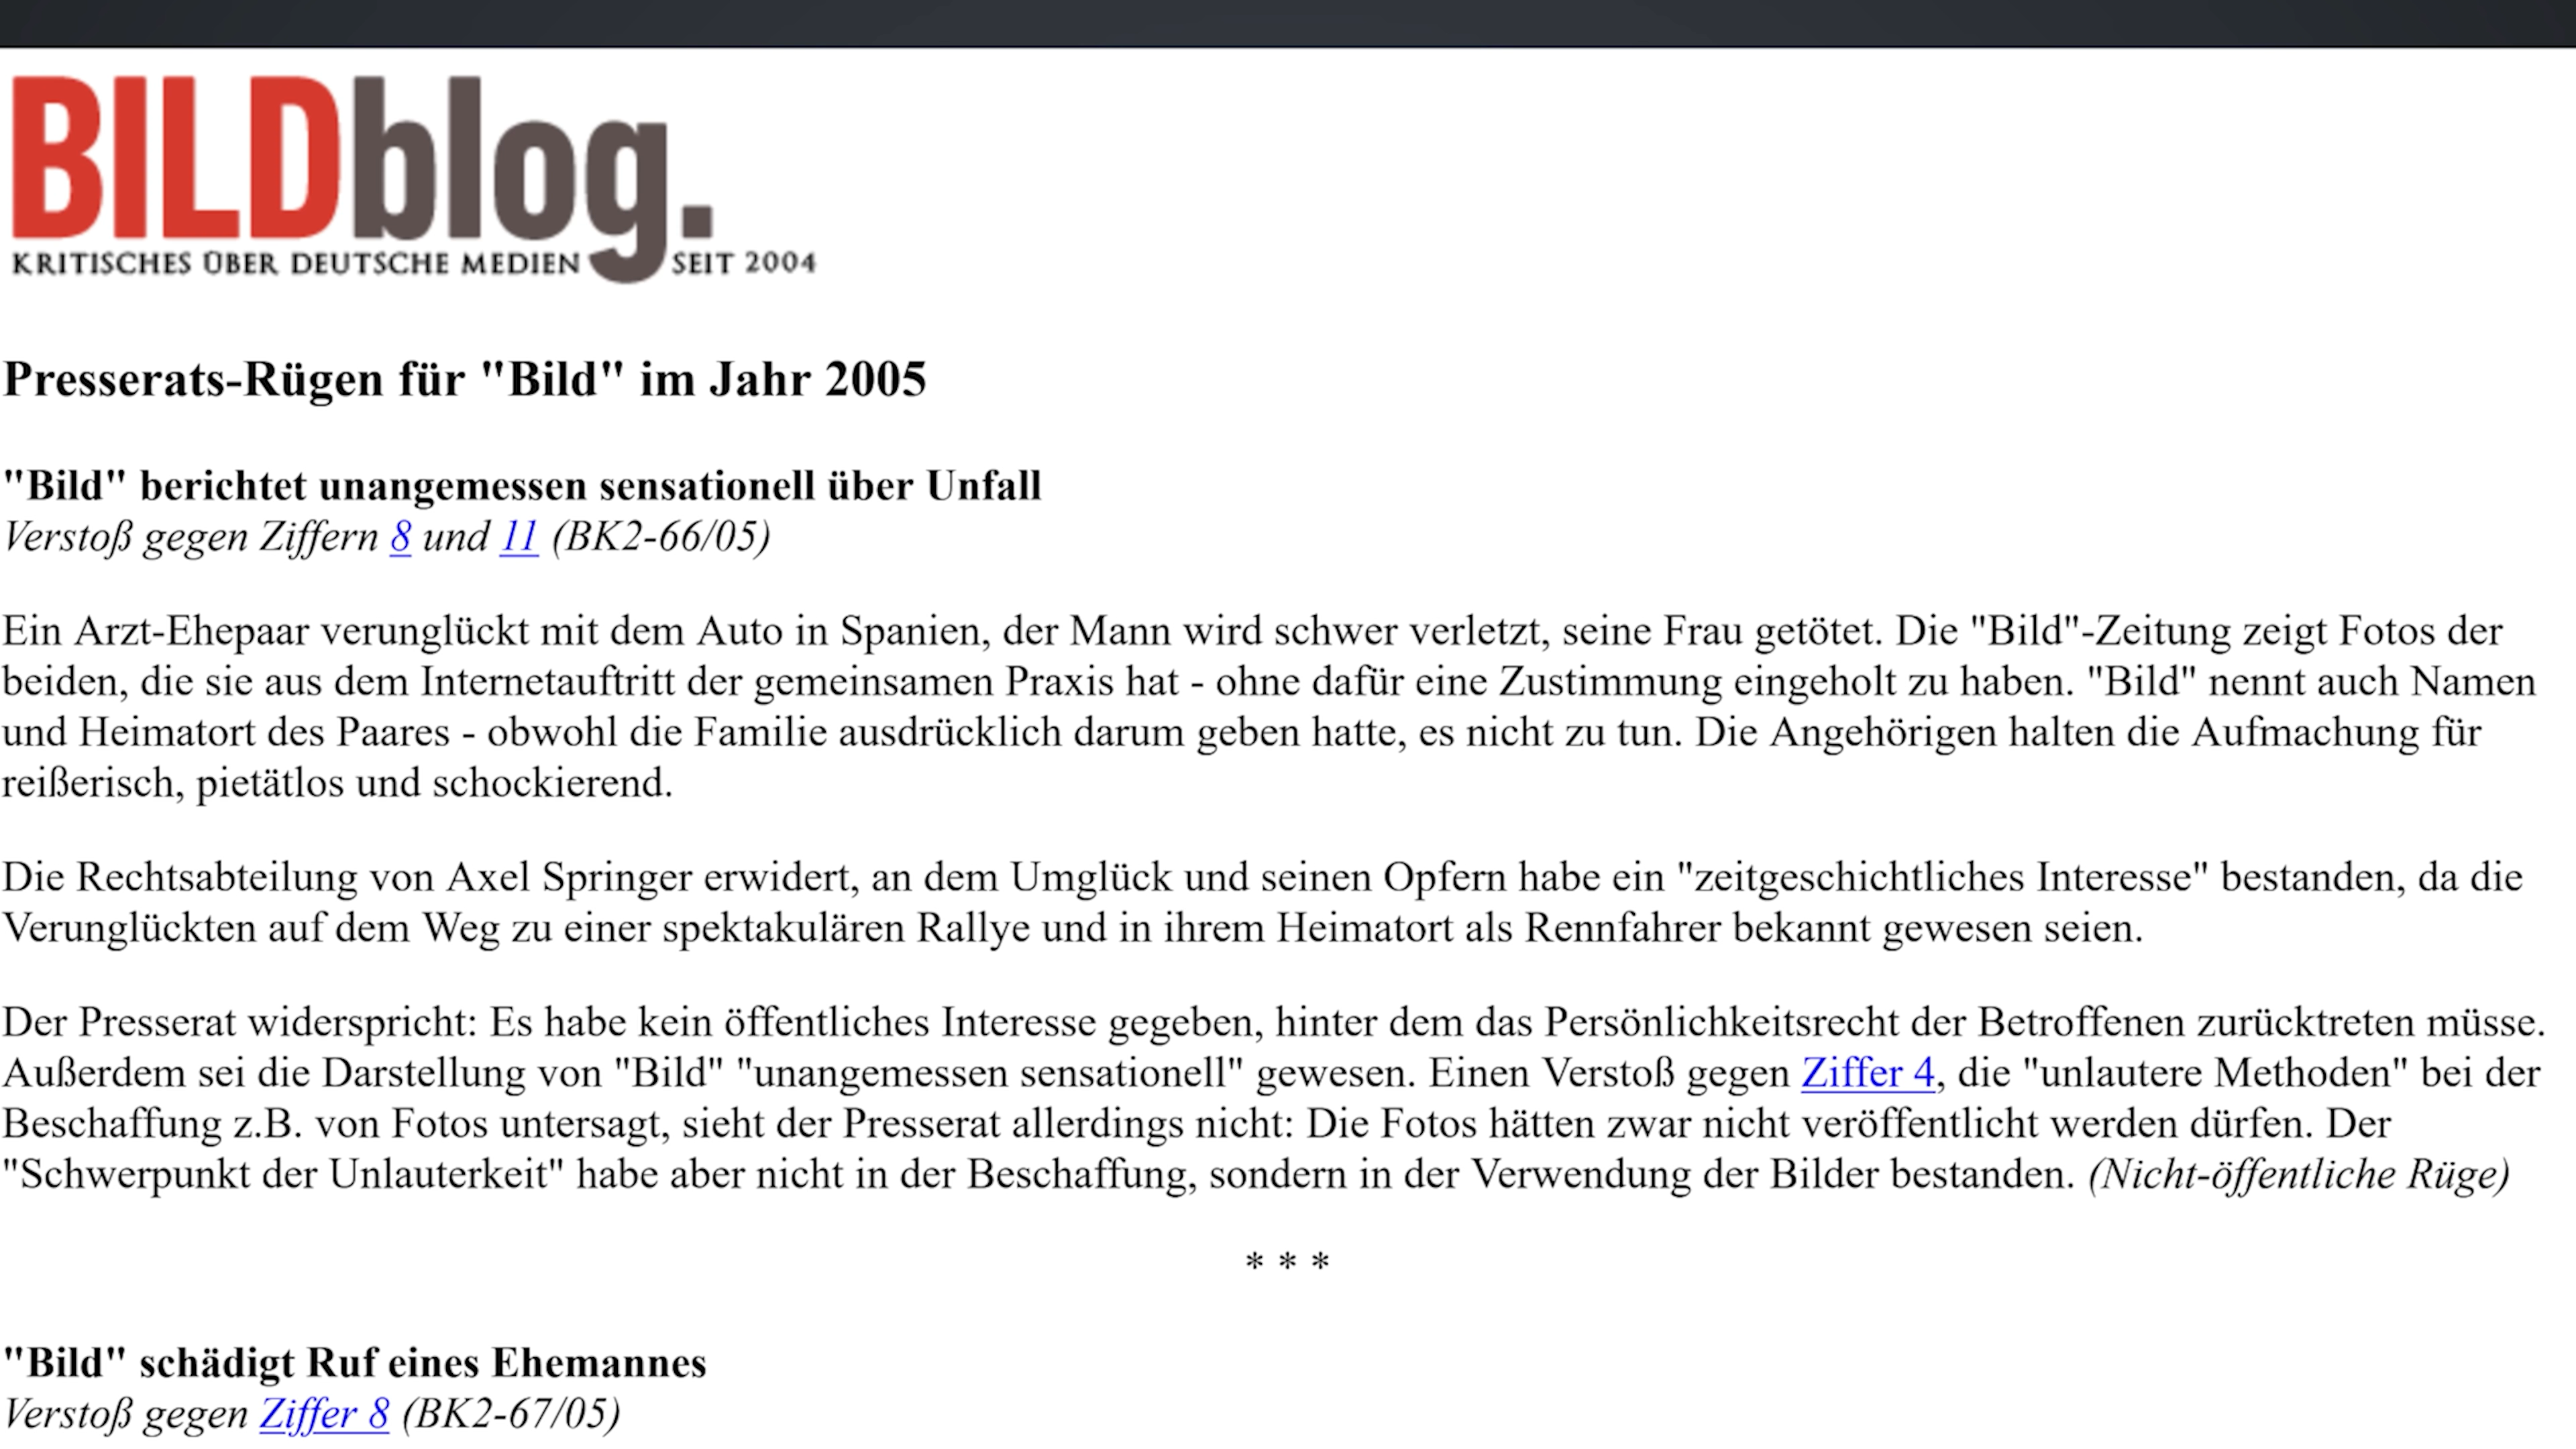 BILDblog.
KRITISCHES ÜBER DEUTSCHE MEDIEN SEIT 2004
Presserats-Rügen für "Bild" im Jahr 2005
"Bild" berichtet unangemessen sensationell über Unfall
Verstoß gegen Ziffern 8 und 11 (BK2-66/05)
Ein Arzt-Ehepaar verunglückt mit dem Auto in Spanien, der Mann wird schwer verletzt, seine Frau getötet. Die "Bild"-Zeitung zeigt Fotos der
beiden, die sie aus dem Internetauftritt der gemeinsamen Praxis hat - ohne dafür eine Zustimmung eingeholt zu haben. "Bild" nennt auch Namen
und Heimatort des Paares - obwohl die Familie ausdrücklich darum geben hatte, es nicht zu tun. Die Angehörigen halten die Aufmachung für
reißerisch, pietätlos und schockierend.
Die Rechtsabteilung von Axel Springer erwidert, an dem Umglück und seinen Opfern habe ein "zeitgeschichtliches Interesse" bestanden, da die
Verunglückten auf dem Weg zu einer spektakulären Rallye und in ihrem Heimatort als Rennfahrer bekannt gewesen seien.
Der Presserat widerspricht: Es habe kein öffentliches Interesse gegeben, hinter dem das Persönlichkeitsrecht der Betroffenen zurücktreten müsse.
Außerdem sei die Darstellung von "Bild" "unangemessen sensationell" gewesen. Einen Verstoß gegen Ziffer 4, die "unlautere Methoden" bei der
Beschaffung z.B. von Fotos untersagt, sieht der Presserat allerdings nicht: Die Fotos hätten zwar nicht veröffentlicht werden dürfen. Der
"Schwerpunkt der Unlauterkeit" habe aber nicht in der Beschaffung, sondern in der Verwendung der Bilder bestanden. (Nicht-öffentliche Rüge)
* * *
"Bild" schädigt Ruf eines Ehemannes
Verstoß gegen Ziffer 8 (BK2-67/05)